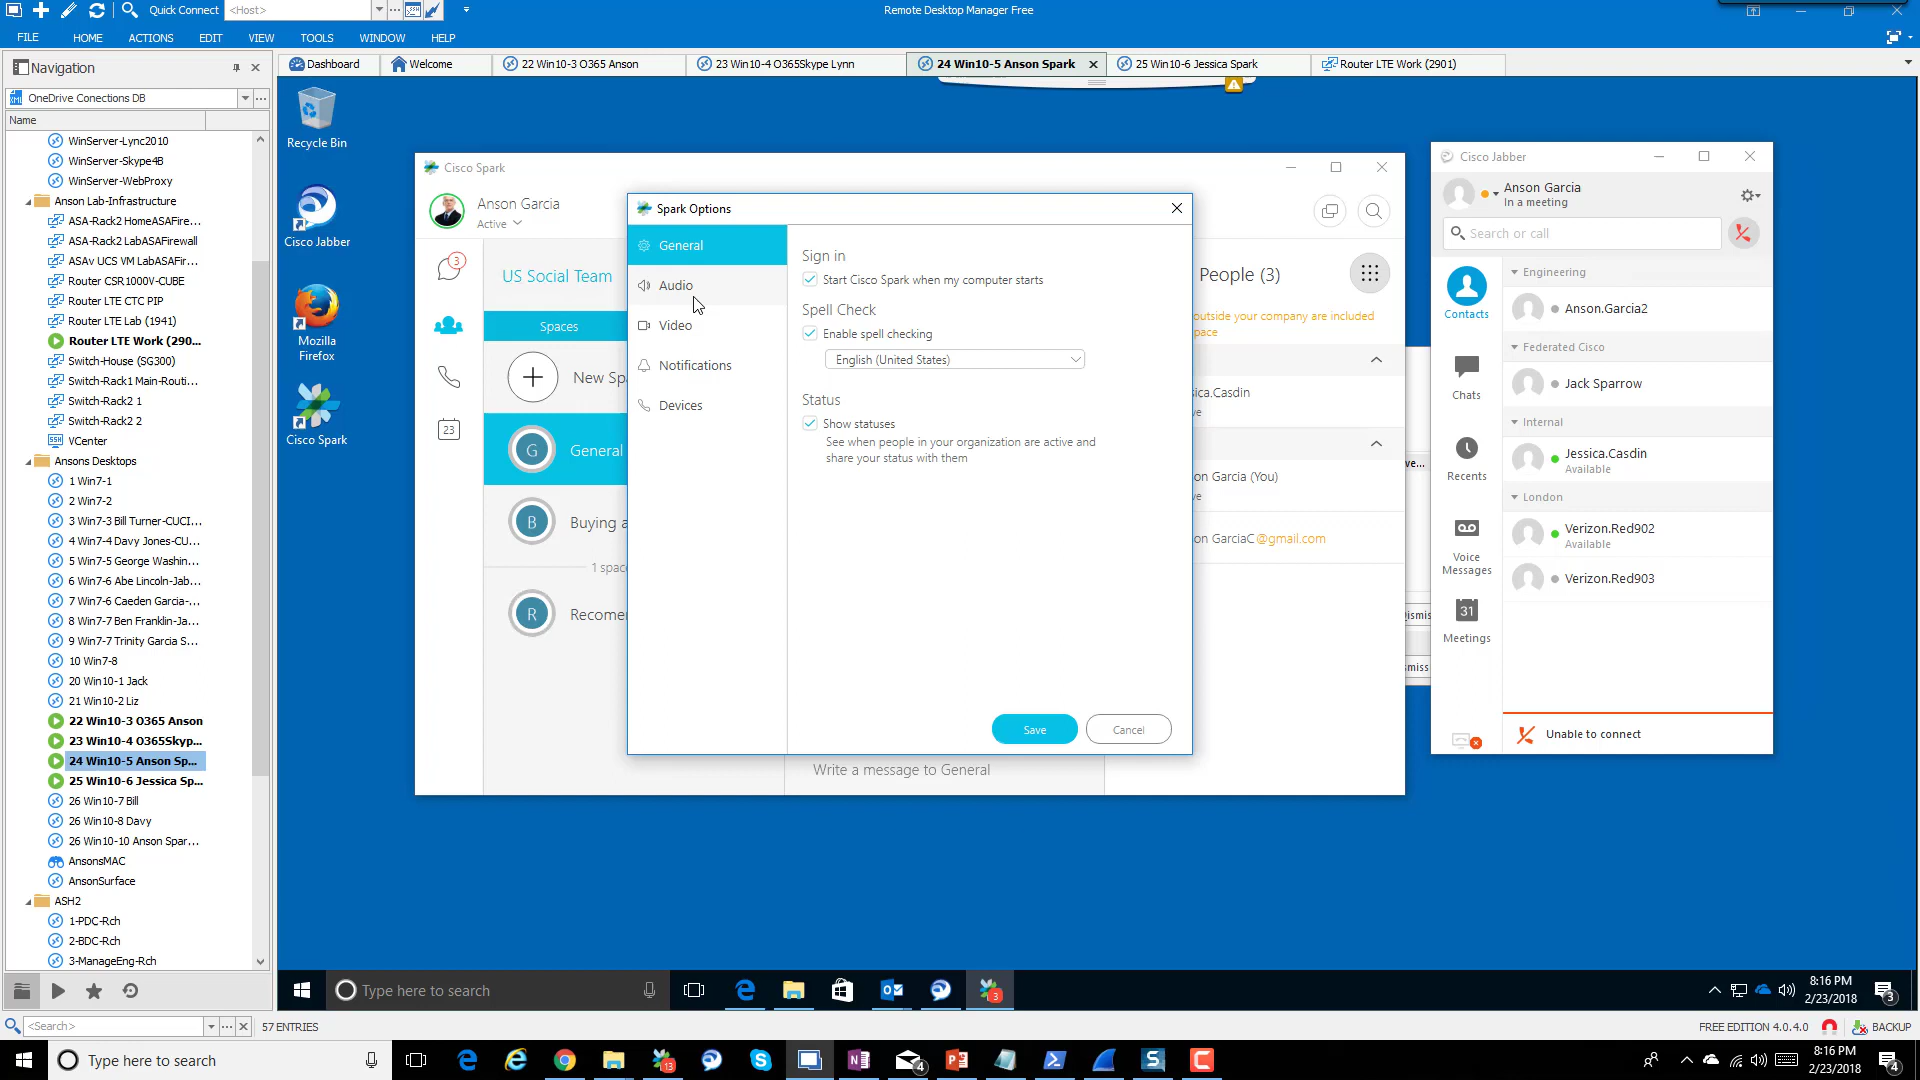 Quick Connect
<Host>
Remote Desktop Manager Free
FILE
HOME
ACTIONS
EDIT
VIEW
TOOLS
WINDOW
HELP
Navigation
Dashboard
Welcome
22 Win10-3 O365 Anson
23 Win10-4 O365Skype Lynn
24 Win10-5 Anson Spark
25 Win10-6 Jessica Spark
Router LTE Work (2901)
OneDrive Conections DB
Name
WinServer-Lync2010
WinServer-Skype4B
WinServer-WebProxy
Anson Lab-Infrastructure
ASA-Rack2 HomeASAFire...
ASA-Rack2 LabASAFirewall
ASAv UCS VM LabASAFir...
Router CSR1000V-CUBE
Router LTE CTC PIP
Router LTE Lab (1941)
Router LTE Work (290...
Switch-House (SG300)
Switch-Rack1 Main-Routi...
Switch-Rack2 1
Switch-Rack2 2
VCenter
Ansons Desktops
1 Win7-1
2 Win7-2
3 Win7-3 Bill Turner-CUCI...
4 Win7-4 Davy Jones-CU...
5 Win7-5 George Washin...
6 Win7-6 Abe Lincoln-Jab...
7 Win7-6 Caeden Garcia-...
8 Win7-7 Ben Franklin-Ja...
9 Win7-7 Trinity Garcia S...
10 Win7-8
20 Win10-1 Jack
21 Win10-2 Liz
22 Win10-3 O365 Anson
23 Win10-4 O365Skyp...
24 Win10-5 Anson Sp...
25 Win10-6 Jessica Sp...
26 Win10-7 Bill
26 Win10-8 Davy
26 Win10-10 Anson Spar...
AnsonsMAC
AnsonSurface
ASH2
1-PDC-Rch
2-BDC-Rch
3-ManageEng-Rch
<Search>
57 ENTRIES
Recycle Bin
Cisco Jabber
Mozilla
Firefox
Cisco Spark
Cisco Spark
Anson Garcia
Active
3
US Social Team
Spaces
New Sp
G
General
B
Buying a
1 spac
R
Recomer
23
Spark Options
General
Audio
Video
Notifications
Devices
Sign in
Start Cisco Spark when my computer starts
Spell Check
Enable spell checking
English (United States)
Status
Show statuses
See when people in your organization are active and
share your status with them
Save
Cancel
Write a message to General
People (3)
outside your company are included
pace
ica.Casdin
ve
on Garcia (You)
ve
on GarciaC@gmail.com
ve...
ismis
smiss
Cisco Jabber
Anson Garcia
In a meeting
Search or call
Contacts
Chats
Recents
Voice
Messages
31
Meetings
Engineering
Anson.Garcia2
Federated Cisco
Jack Sparrow
Internal
Jessica.Casdin
Available
London
Verizon.Red902
Available
Verizon.Red903
Unable to connect
Type here to search
3
8:16 PM
2/23/2018
3
FREE EDITION 4.0.4.0
BACKUP
Type here to search
13
4
8:16 PM
2/23/2018
4